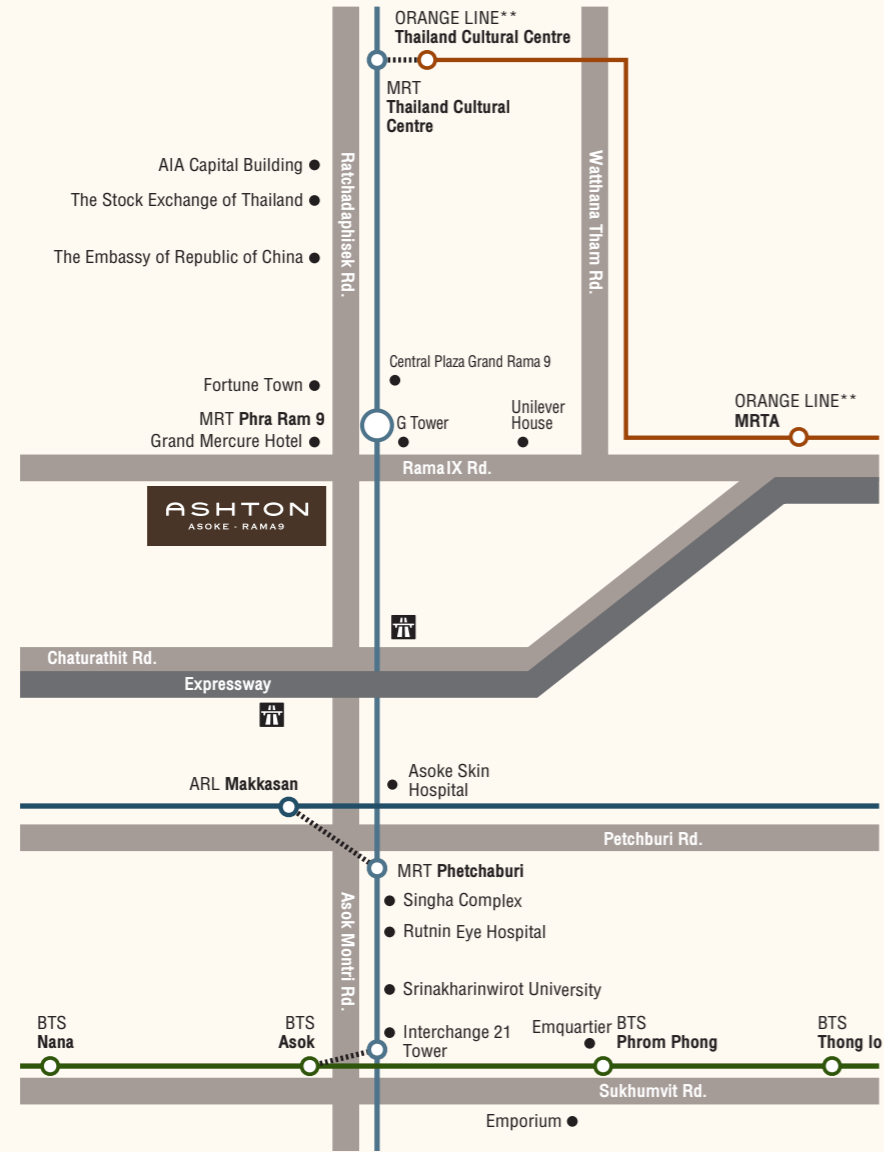 ORANGE LINE**
Thailand Cultural Centre
MRT
Thailand Cultural
Centre
AIA Capital Building
The Stock Exchange of Thailand
The Embassy of Republic of China
Ratchadaphisek Rd.
Watthana Tham Rd.
Central Plaza Grand Rama 9
Fortune Town
MRT Phra Ram 9
G Tower
Unilever
House
Grand Mercure Hotel
ORANGE LINE**
MRTA
Rama IX Rd.
ASHTON
ASOKE - RAMA9
Chaturathit Rd.
Expressway
ARL Makkasan
Asoke Skin
Hospital
Petchburi Rd.
MRT Phetchaburi
Singha Complex
Rutnin Eye Hospital
Asok Montri Rd.
Srinakharinwirot University
BTS
Nana
BTS
Asok
Interchange 21
Tower
Emquartier
BTS
Phrom Phong
BTS
Thong lo
Sukhumvit Rd.
Emporium